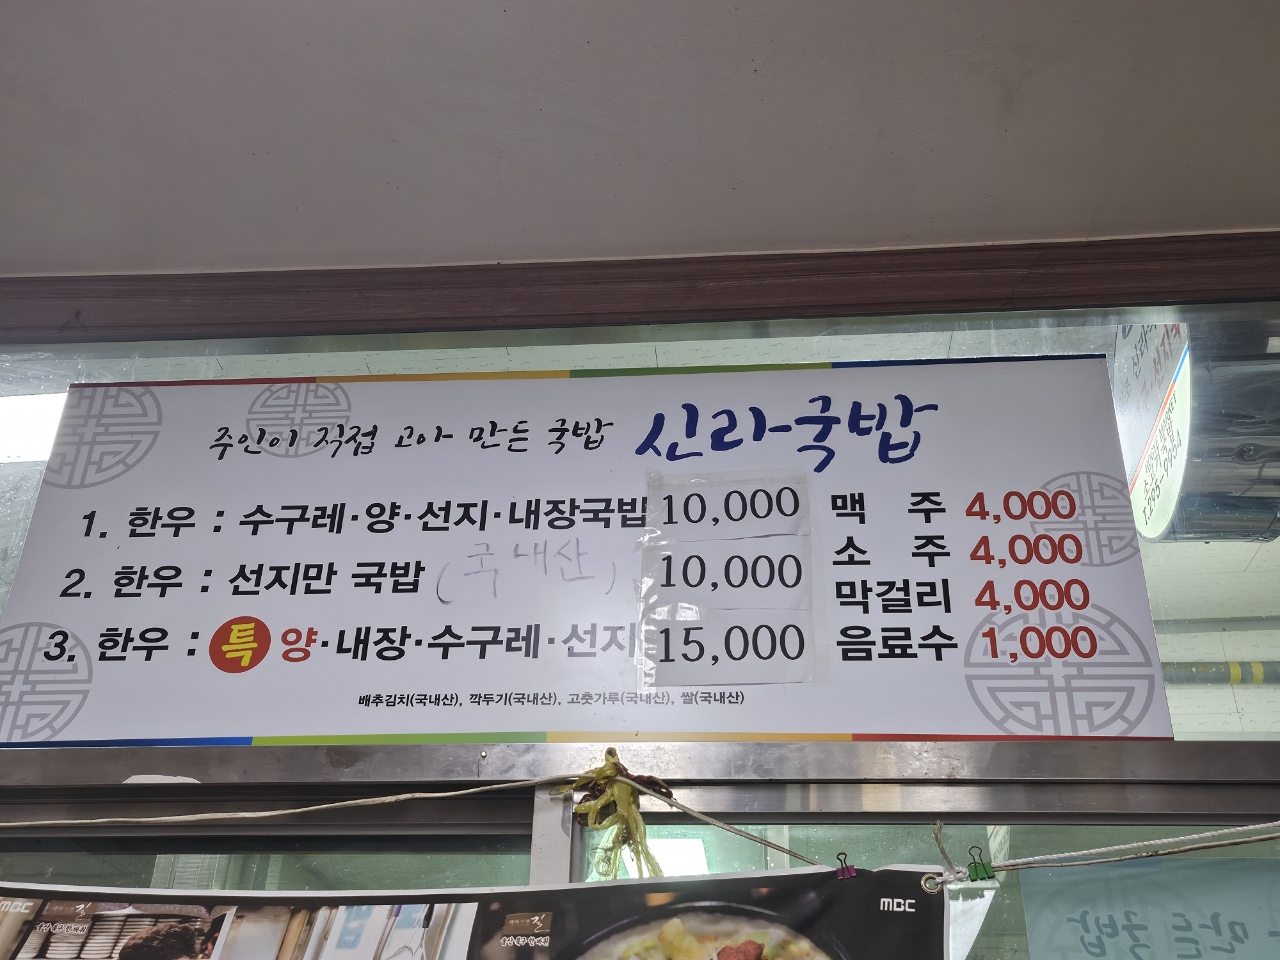 주인이 직접 고아 만든 국밥 신라국밥
1. 한우 : 수구레·양·선지·내장국밥 10,000
2. 한우 : 선지만 국밥 (국내산) 10,000
3. 한우 : 특 양·내장·수구레·선지 15,000
맥 주 4,000
소 주 4,000
막걸리 4,000
음료수 1,000
배추김치(국내산), 깍두기(국내산), 고춧가루(국내산), 쌀(국내산)
MBC
MBC